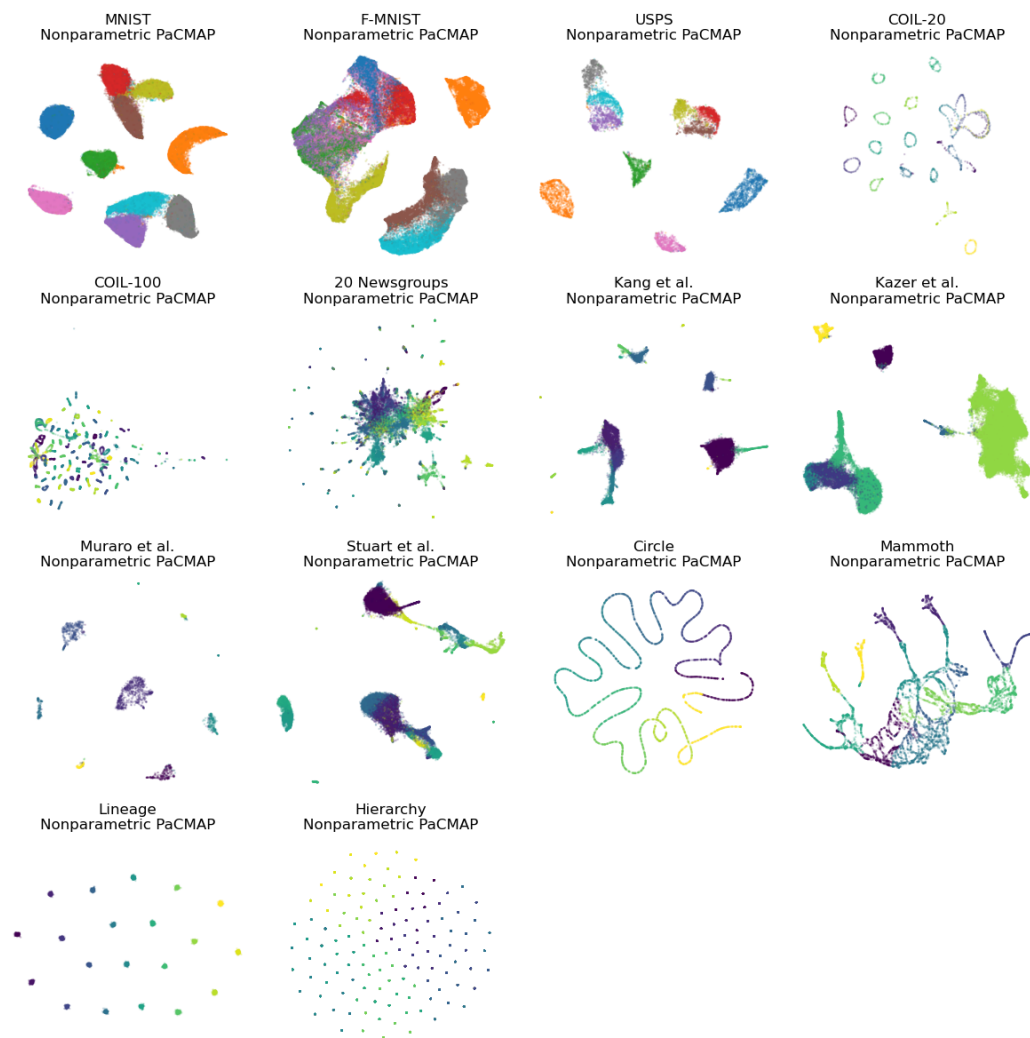 MNIST
Nonparametric PaCMAP
F-MNIST
Nonparametric PaCMAP
USPS
Nonparametric PaCMAP
COIL-20
Nonparametric PaCMAP
COIL-100
Nonparametric PaCMAP
20 Newsgroups
Nonparametric PaCMAP
Kang et al.
Nonparametric PaCMAP
Kazer et al.
Nonparametric PaCMAP
Muraro et al.
Nonparametric PaCMAP
Stuart et al.
Nonparametric PaCMAP
Circle
Nonparametric PaCMAP
Mammoth
Nonparametric PaCMAP
Lineage
Nonparametric PaCMAP
Hierarchy
Nonparametric PaCMAP